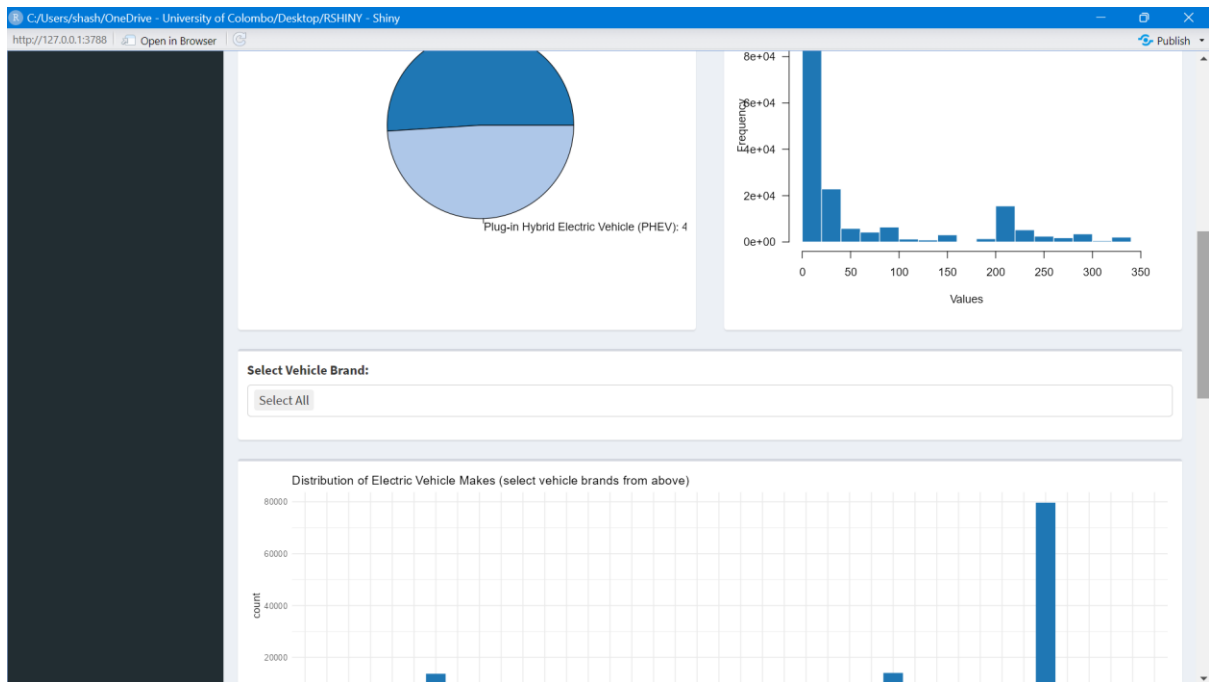 C:/Users/shash/OneDrive - University of Colombo/Desktop/RSHINY - Shiny
http://127.0.0.1:3788 Open in Browser Publish
Plug-in Hybrid Electric Vehicle (PHEV): 4
8e+04
6e+04
4e+04
2e+04
0e+00
Frequency
0 50 100 150 200 250 300 350
Values
Select Vehicle Brand:
Select All
Distribution of Electric Vehicle Makes (select vehicle brands from above)
80000
60000
40000
20000
count